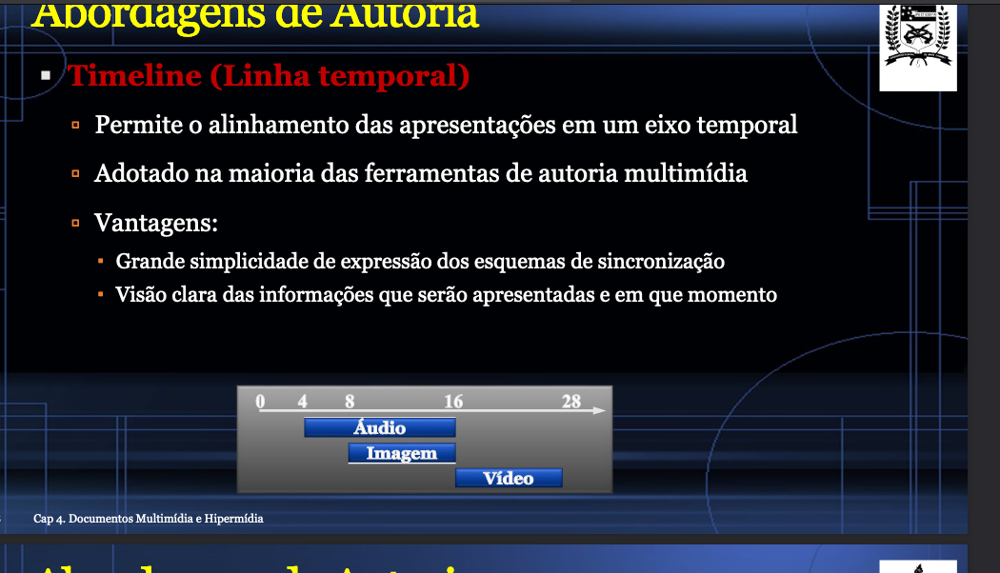 Abordagens de Autoria
Timeline (Linha temporal)
Permite o alinhamento das apresentações em um eixo temporal
Adotado na maioria das ferramentas de autoria multimídia
Vantagens:
Grande simplicidade de expressão dos esquemas de sincronização
Visão clara das informações que serão apresentadas e em que momento
0 4 8 16 28
Áudio
Imagem
Vídeo
Cap 4. Documentos Multimídia e Hipermídia